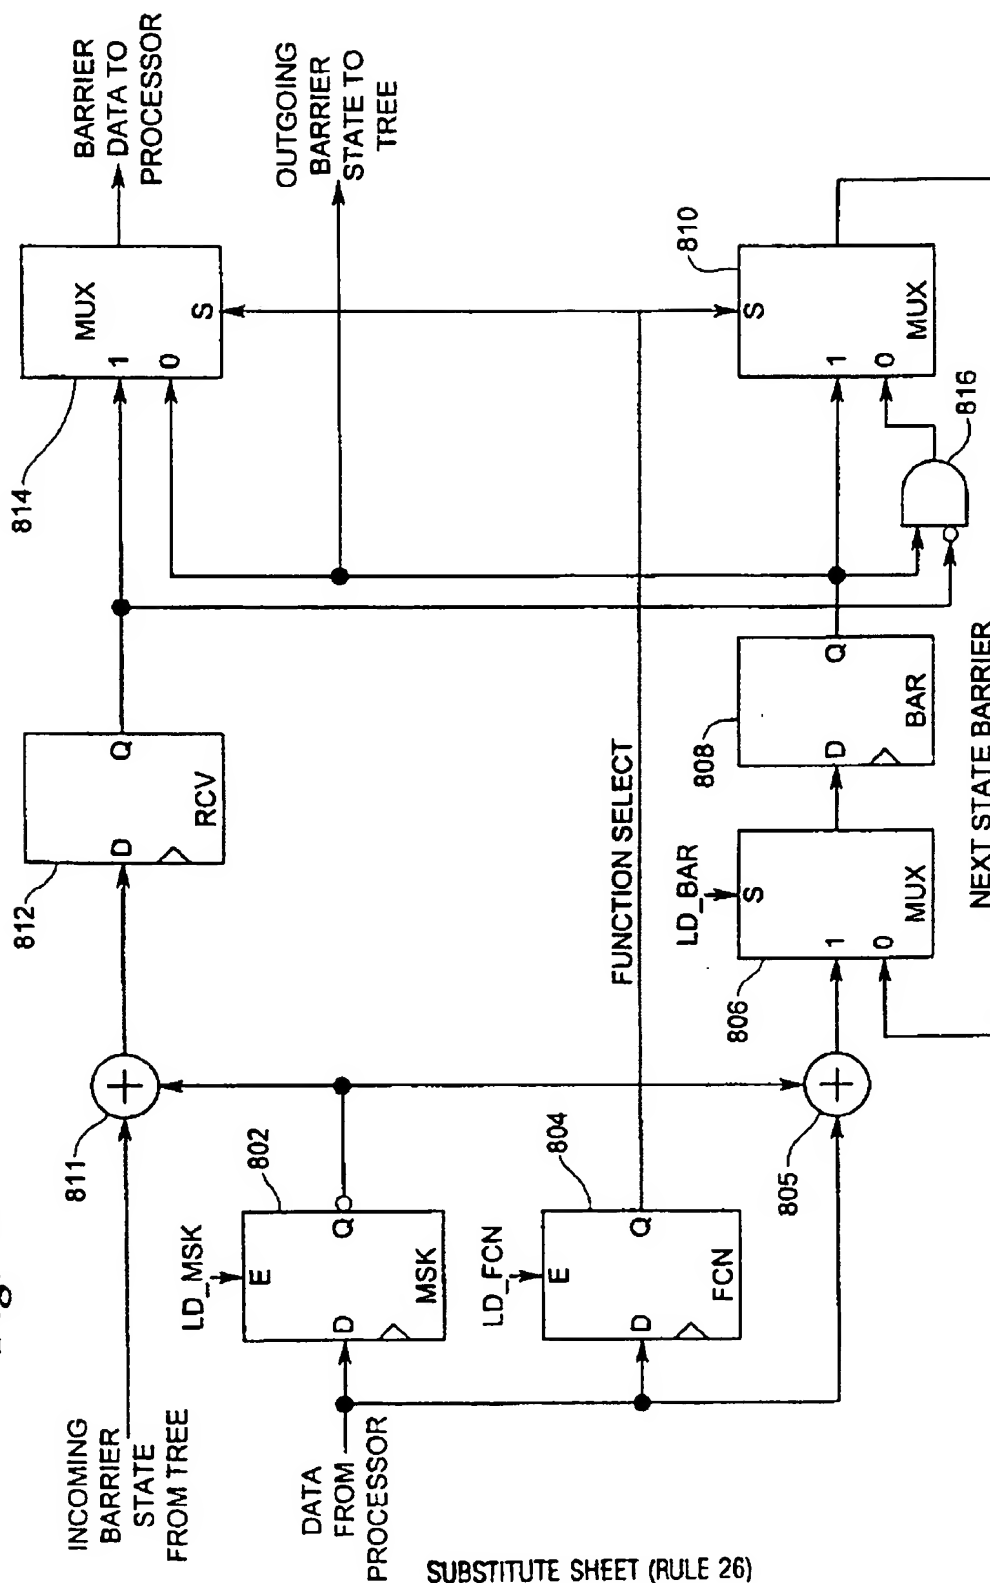 INCOMING
BARRIER
STATE
FROM TREE
811
D
Q
RCV
812
MUX
1
0
S
814
BARRIER
DATA TO
PROCESSOR
OUTGOING
BARRIER
STATE TO
TREE
LD_MSK
E
D
Q
MSK
802
DATA
FROM
PROCESSOR
LD_FCN
E
D
Q
FCN
804
FUNCTION SELECT
805
LD_BAR
S
1
0
MUX
806
D
Q
BAR
808
S
1
0
MUX
810
816
NEXT STATE BARRIER
SUBSTITUTE SHEET (RULE 26)